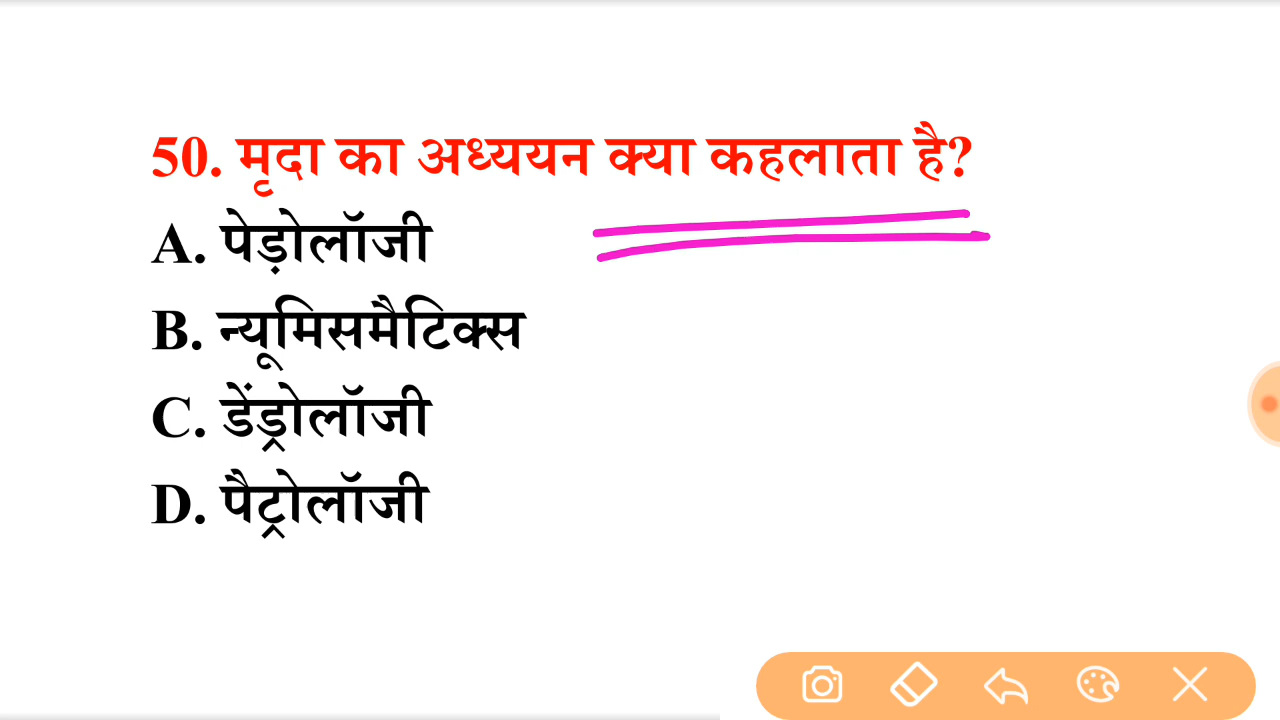 50. मृदा का अध्ययन क्या कहलाता है?
A. पेड़ोलॉजी
B. न्यूमिसमैटिक्स
C. डेंड्रोलॉजी
D. पैट्रोलॉजी